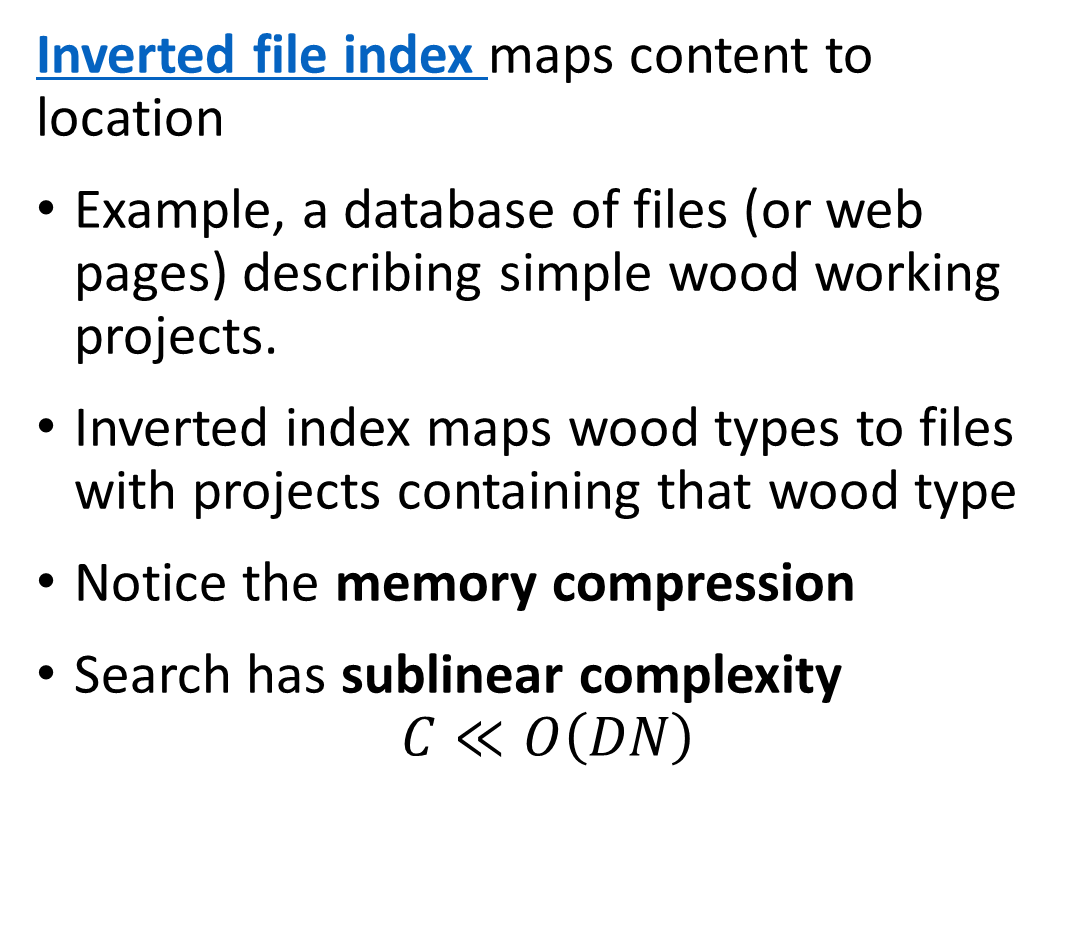 Inverted file index maps content to
location
• Example, a database of files (or web
pages) describing simple wood working
projects.
• Inverted index maps wood types to files
with projects containing that wood type
• Notice the memory compression
• Search has sublinear complexity
C ≪ O(DN)